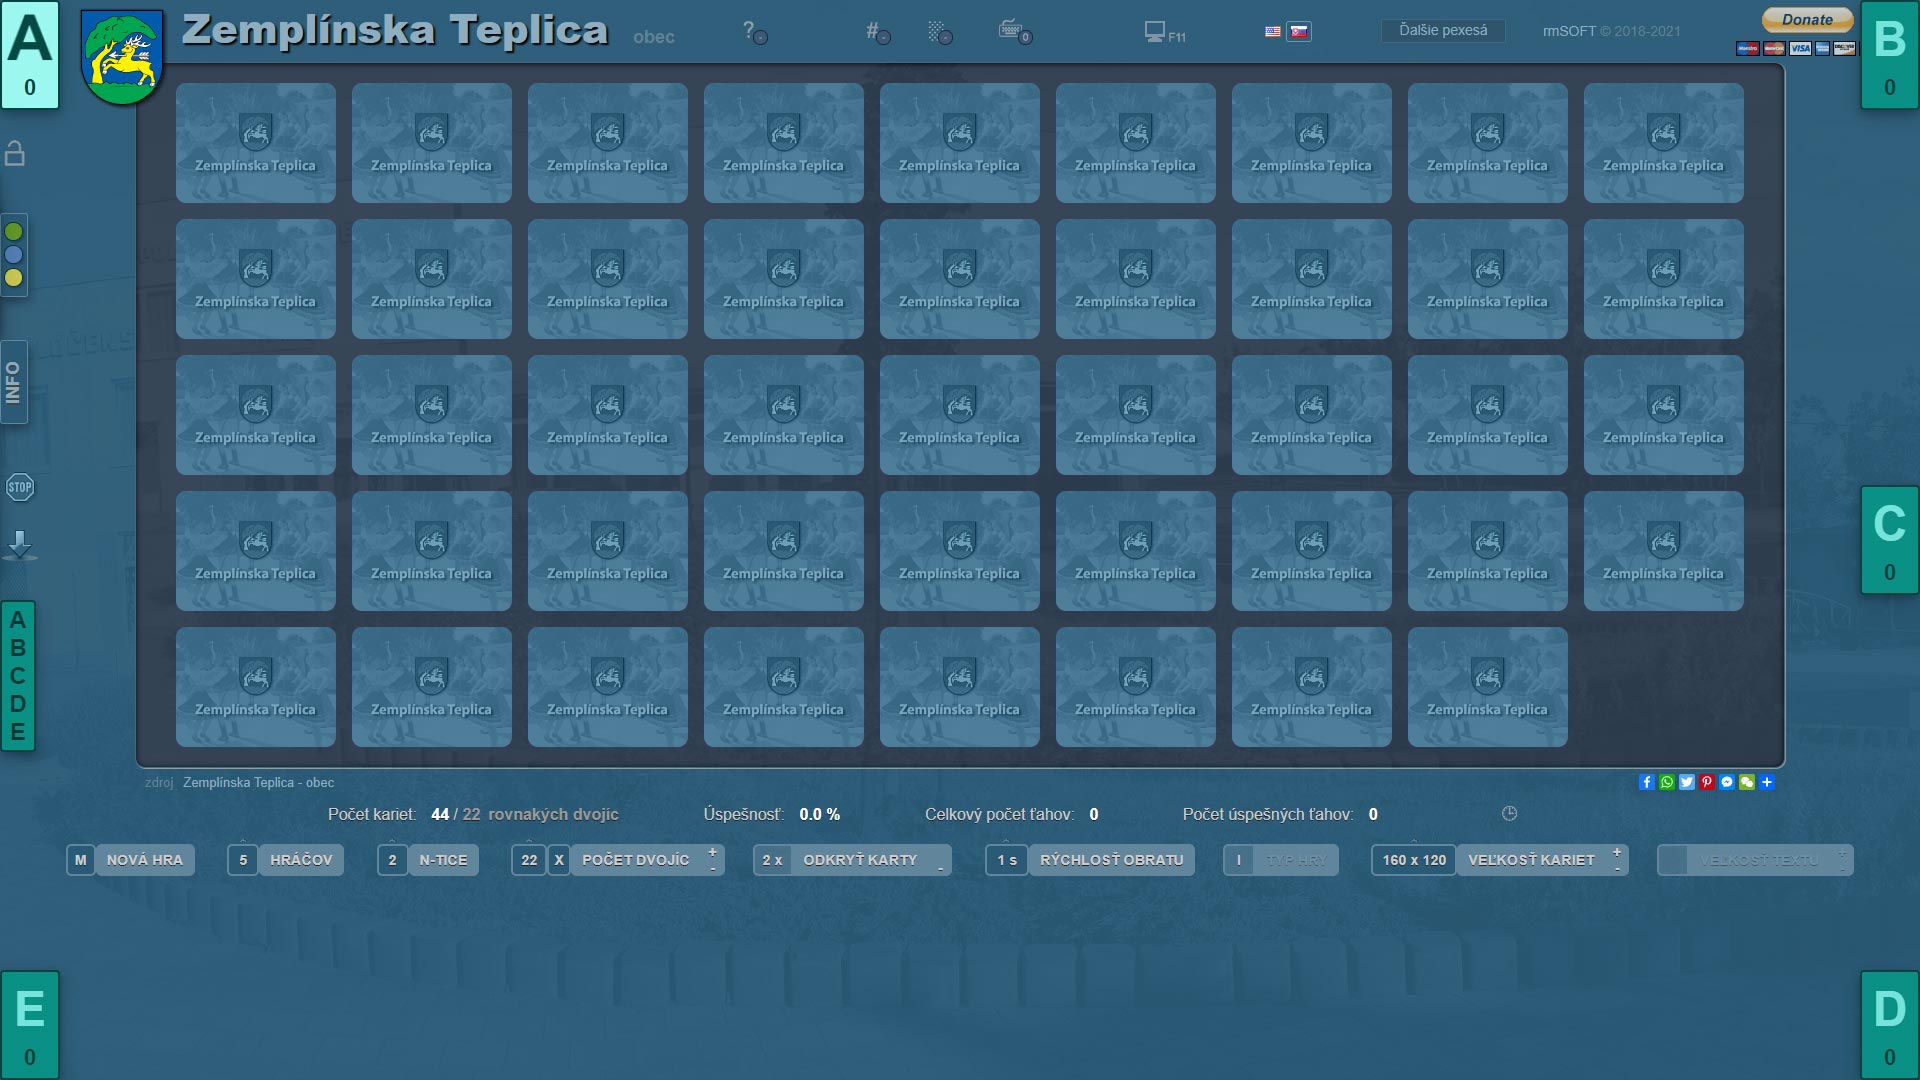 A
0
Zemplínska Teplica obec
?
#
0
F11
Ďalšie pexesá
rmSOFT © 2018-2021
Donate
VISA
B
0
Zemplínska Teplica Zemplínska Teplica Zemplínska Teplica Zemplínska Teplica Zemplínska Teplica Zemplínska Teplica Zemplínska Teplica Zemplínska Teplica Zemplínska Teplica
Zemplínska Teplica Zemplínska Teplica Zemplínska Teplica Zemplínska Teplica Zemplínska Teplica Zemplínska Teplica Zemplínska Teplica Zemplínska Teplica Zemplínska Teplica
INFO
Zemplínska Teplica Zemplínska Teplica Zemplínska Teplica Zemplínska Teplica Zemplínska Teplica Zemplínska Teplica Zemplínska Teplica Zemplínska Teplica Zemplínska Teplica
STOP
C
0
Zemplínska Teplica Zemplínska Teplica Zemplínska Teplica Zemplínska Teplica Zemplínska Teplica Zemplínska Teplica Zemplínska Teplica Zemplínska Teplica Zemplínska Teplica
A
B
C
D
E
Zemplínska Teplica Zemplínska Teplica Zemplínska Teplica Zemplínska Teplica Zemplínska Teplica Zemplínska Teplica Zemplínska Teplica Zemplínska Teplica
zdroj Zemplínska Teplica - obec
Počet kariet: 44 / 22 rovnakých dvojíc Úspešnosť: 0.0 % Celkový počet ťahov: 0 Počet úspešných ťahov: 0
M NOVÁ HRA 5 HRÁČOV 2 N-TICE 22 X POČET DVOJÍC + - 2 x ODKRYŤ KARTY - 1 s RÝCHLOSŤ OBRATU I TYP HRY 160 x 120 VEĽKOSŤ KARIET + - VEĽKOSŤ TEXTU + -
E
0
D
0